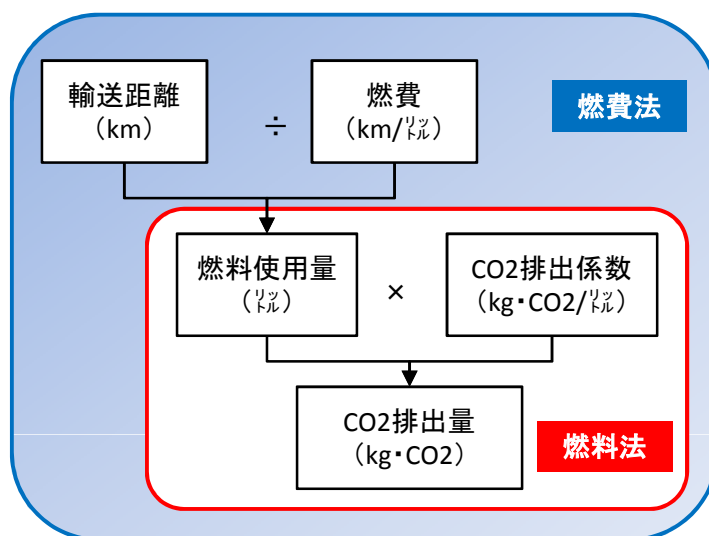 輸送距離
（km）
÷
燃費
（km/㍑）
燃費法
燃料使用量
（㍑）
×
CO2排出係数
（kg・CO2/㍑）
CO2排出量
（kg・CO2）
燃料法